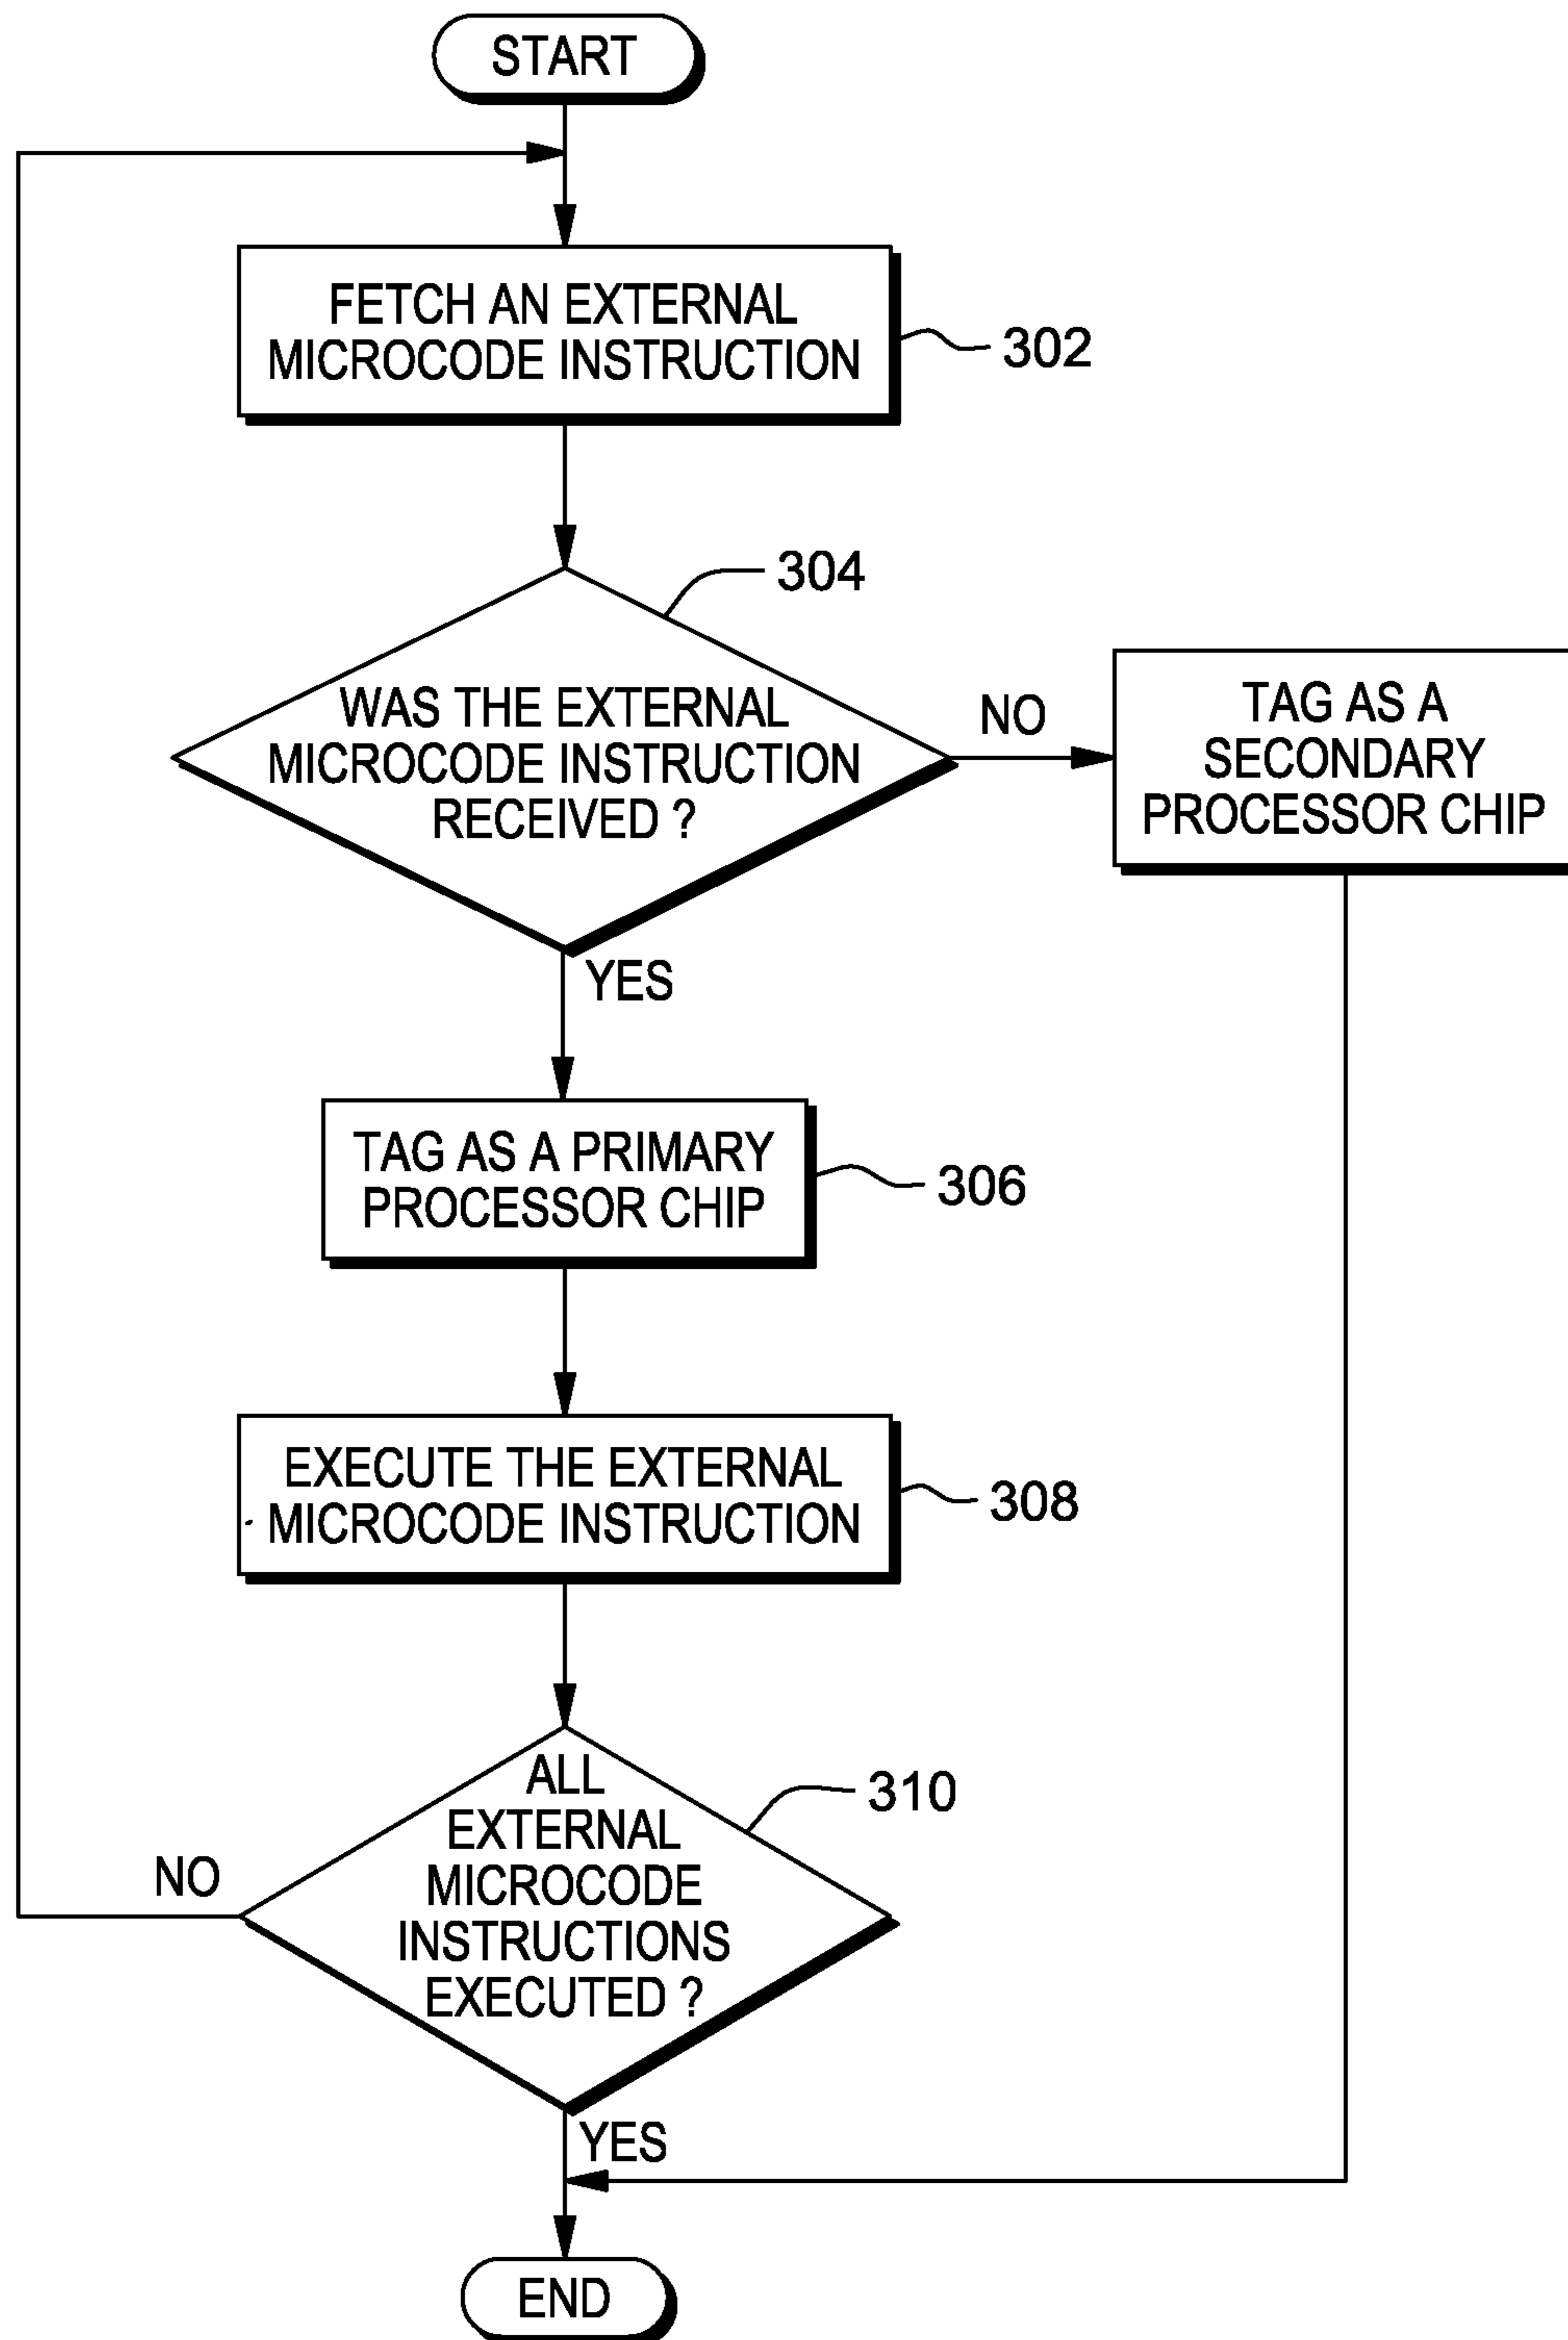 START
FETCH AN EXTERNAL
MICROCODE INSTRUCTION
302
304
WAS THE EXTERNAL
MICROCODE INSTRUCTION
RECEIVED ?
NO
TAG AS A
SECONDARY
PROCESSOR CHIP
YES
TAG AS A PRIMARY
PROCESSOR CHIP
306
EXECUTE THE EXTERNAL
MICROCODE INSTRUCTION
308
ALL
EXTERNAL
MICROCODE
INSTRUCTIONS
EXECUTED ?
310
NO
YES
END